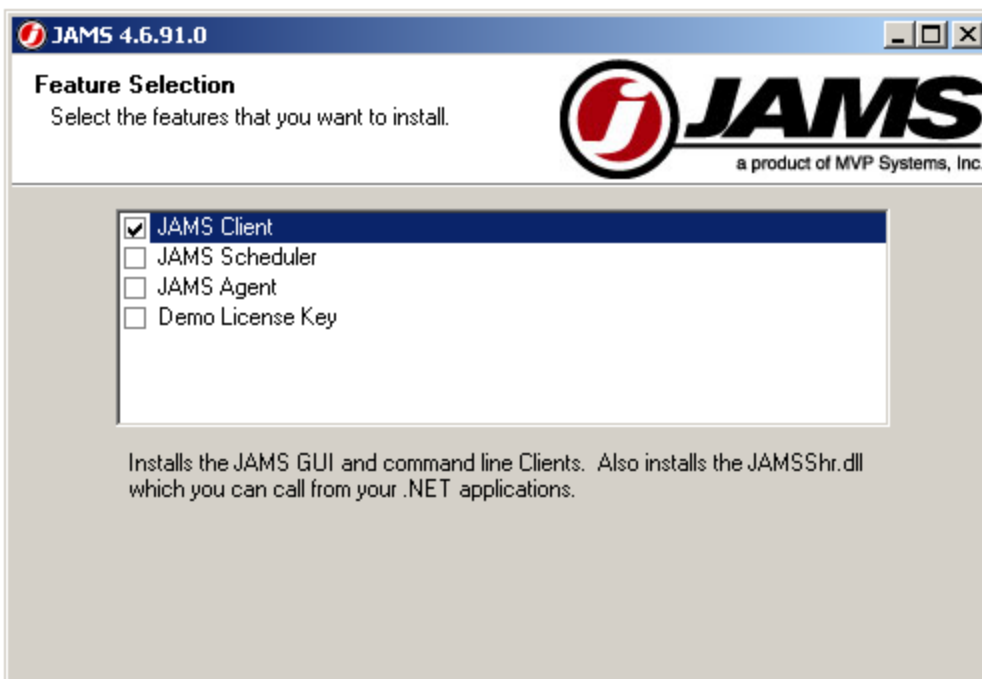 JAMS 4.6.91.0
Feature Selection
Select the features that you want to install.
JAMS
a product of MVP Systems, Inc.
JAMS Client
JAMS Scheduler
JAMS Agent
Demo License Key
Installs the JAMS GUI and command line Clients.  Also installs the JAMSShr.dll
which you can call from your .NET applications.